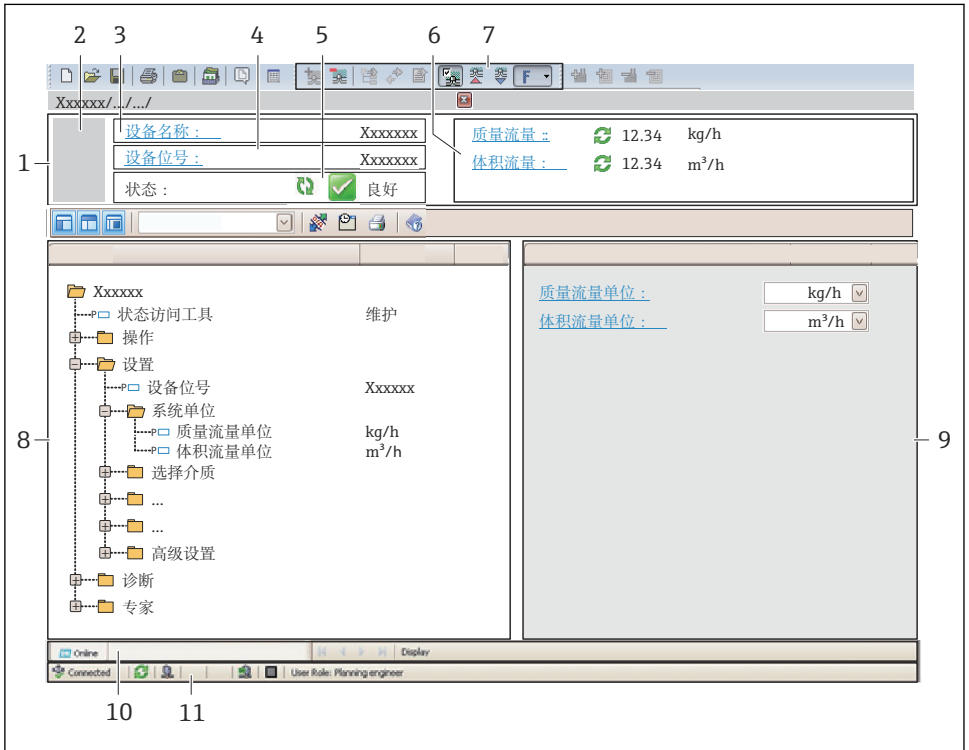 2 3 4 5 6 7
F
Xxxxxx/.../.../
1
设备名称： Xxxxxxx
设备位号： Xxxxxxx
状态： 良好
质量流量 :: 12.34 kg/h
体积流量： 12.34 m³/h
Xxxxxx
P 状态访问工具 维护
操作
设置
P 设备位号 Xxxxxx
系统单位
P 质量流量单位 kg/h
P 体积流量单位 m³/h
选择介质
...
...
高级设置
诊断
专家
8
质量流量单位： kg/h
体积流量单位： m³/h
9
Online Display
Connected User Role: Planning engineer
10 11